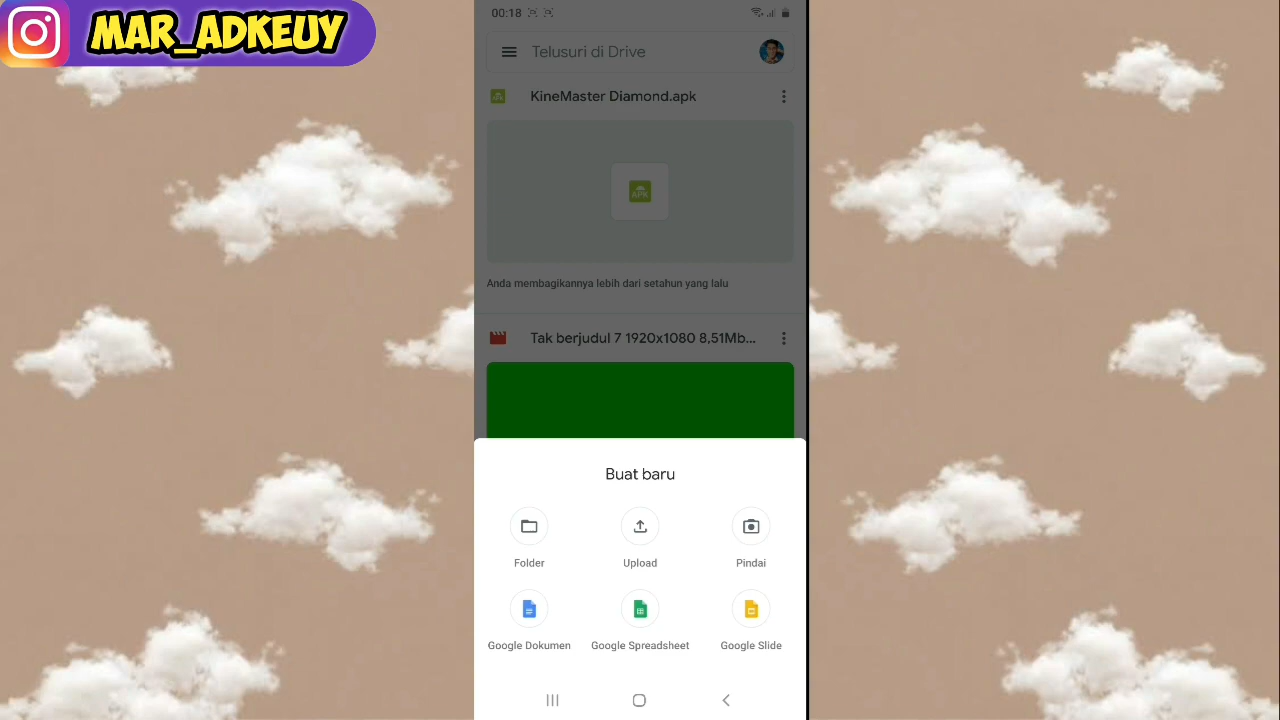 MAR_ADKEUY
00:18
Telusuri di Drive
KineMaster Diamond.apk
APK
Anda membagikannya lebih dari setahun yang lalu
Tak berjudul 7 1920x1080 8,51Mb...
Buat baru
Folder
Upload
Pindai
Google Dokumen
Google Spreadsheet
Google Slide